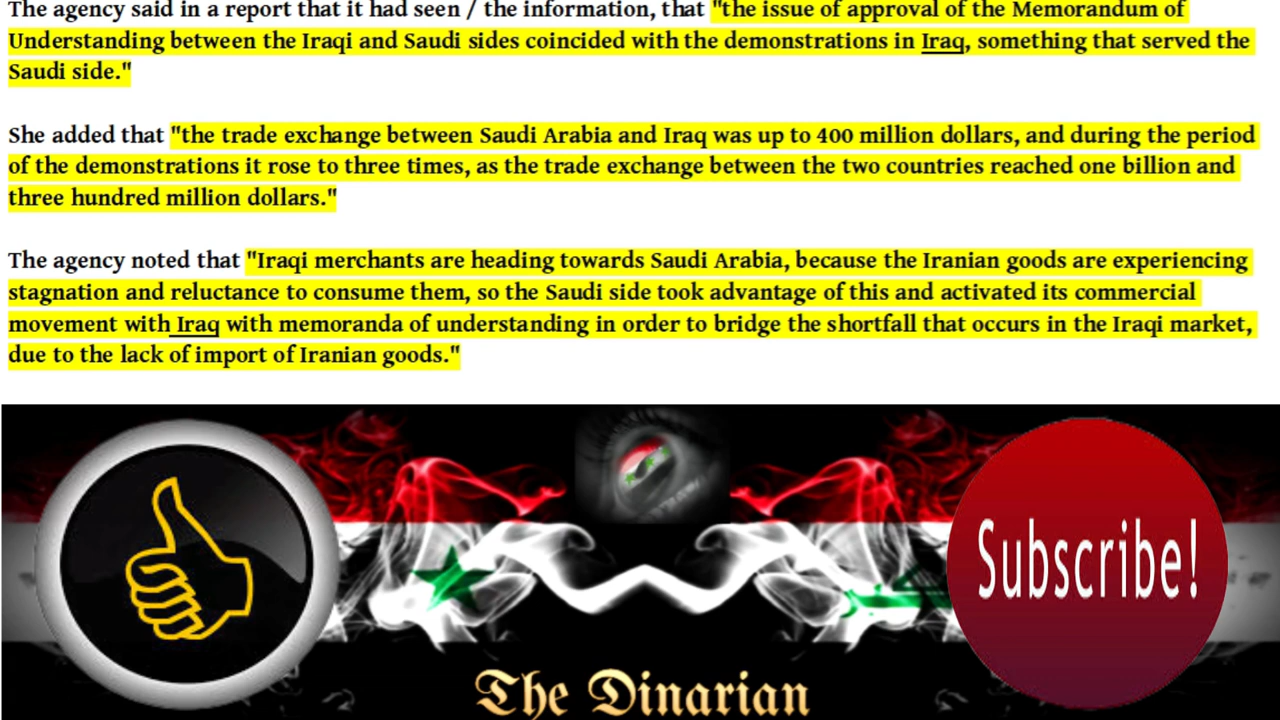 The agency said in a report that it had seen / the information, that "the issue of approval of the Memorandum of
Understanding between the Iraqi and Saudi sides coincided with the demonstrations in Iraq, something that served the
Saudi side."
She added that "the trade exchange between Saudi Arabia and Iraq was up to 400 million dollars, and during the period
of the demonstrations it rose to three times, as the trade exchange between the two countries reached one billion and
three hundred million dollars."
The agency noted that "Iraqi merchants are heading towards Saudi Arabia, because the Iranian goods are experiencing
stagnation and reluctance to consume them, so the Saudi side took advantage of this and activated its commercial
movement with Iraq with memoranda of understanding in order to bridge the shortfall that occurs in the Iraqi market,
due to the lack of import of Iranian goods."
Subscribe!
The Dinarian